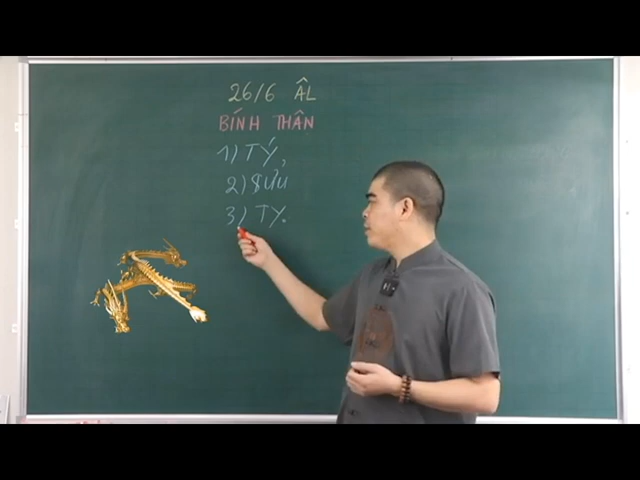 26/6 ÂL
BÍNH THÂN
1) TÝ,
2) SỬU
3) TỴ.